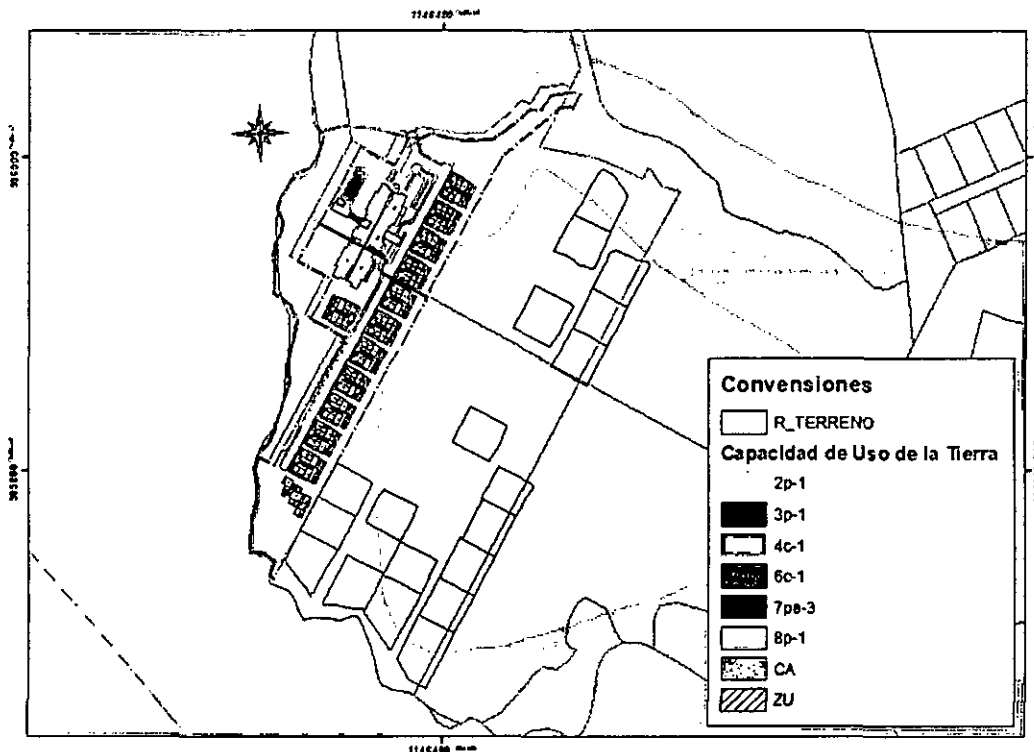 Convensiones
R_TERRENO
Capacidad de Uso de la Tierra
2p-1
3p-1
4c-1
6c-1
7pe-3
8p-1
CA
ZU